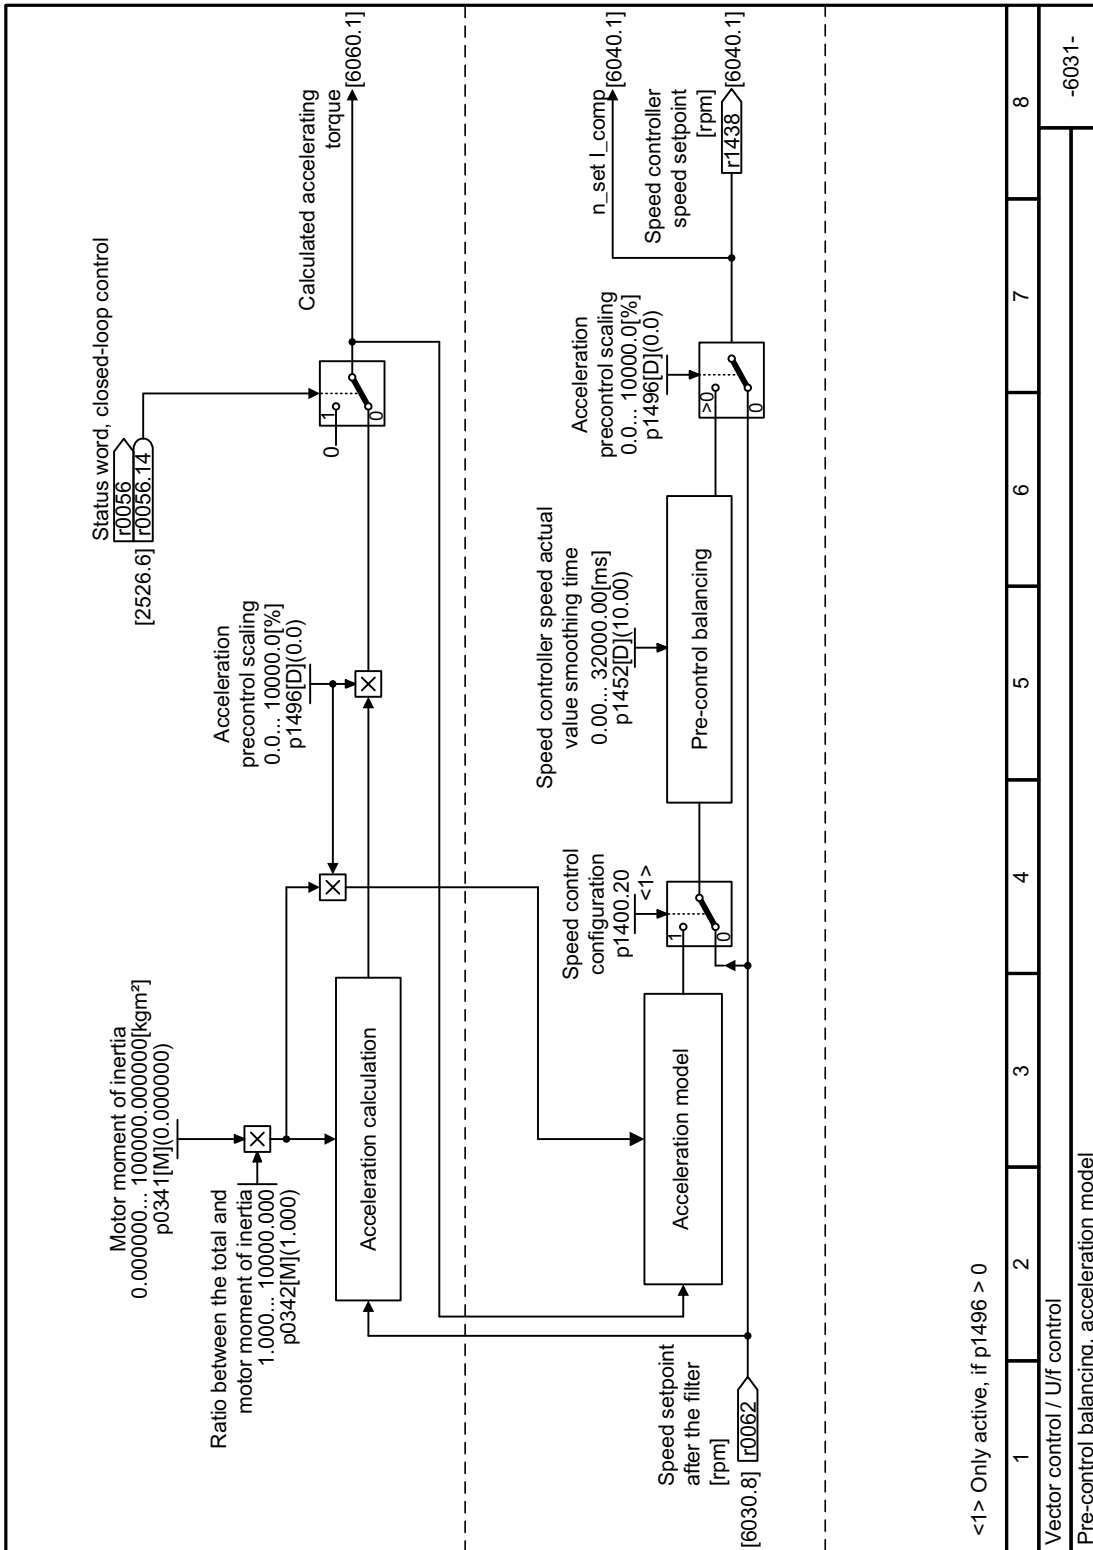 Status word, closed-loop control
r0056
r0056.14
[2526.6]
Motor moment of inertia
0.000000... 100000.000000[kgm²]
p0341[M](0.000000)
Ratio between the total and
motor moment of inertia
1.000... 10000.000
p0342[M](1.000)
Acceleration
precontrol scaling
0.0... 10000.0[%]
p1496[D](0.0)
Acceleration calculation
0
1
0
Calculated accelerating
torque
[6060.1]
Speed setpoint
after the filter
[rpm]
[6030.8]
r0062
Acceleration model
Speed control
configuration
p1400.20
<1>
1
0
Speed controller speed actual
value smoothing time
0.00... 32000.00[ms]
p1452[D](10.00)
Pre-control balancing
Acceleration
precontrol scaling
0.0... 10000.0[%]
p1496[D](0.0)
>0
0
n_set I_comp
[6040.1]
Speed controller
speed setpoint
[rpm]
r1438
[6040.1]
<1> Only active, if p1496 > 0
1
2
3
4
5
6
7
8
Vector control / U/f control
-6031-
Pre-control balancing, acceleration model